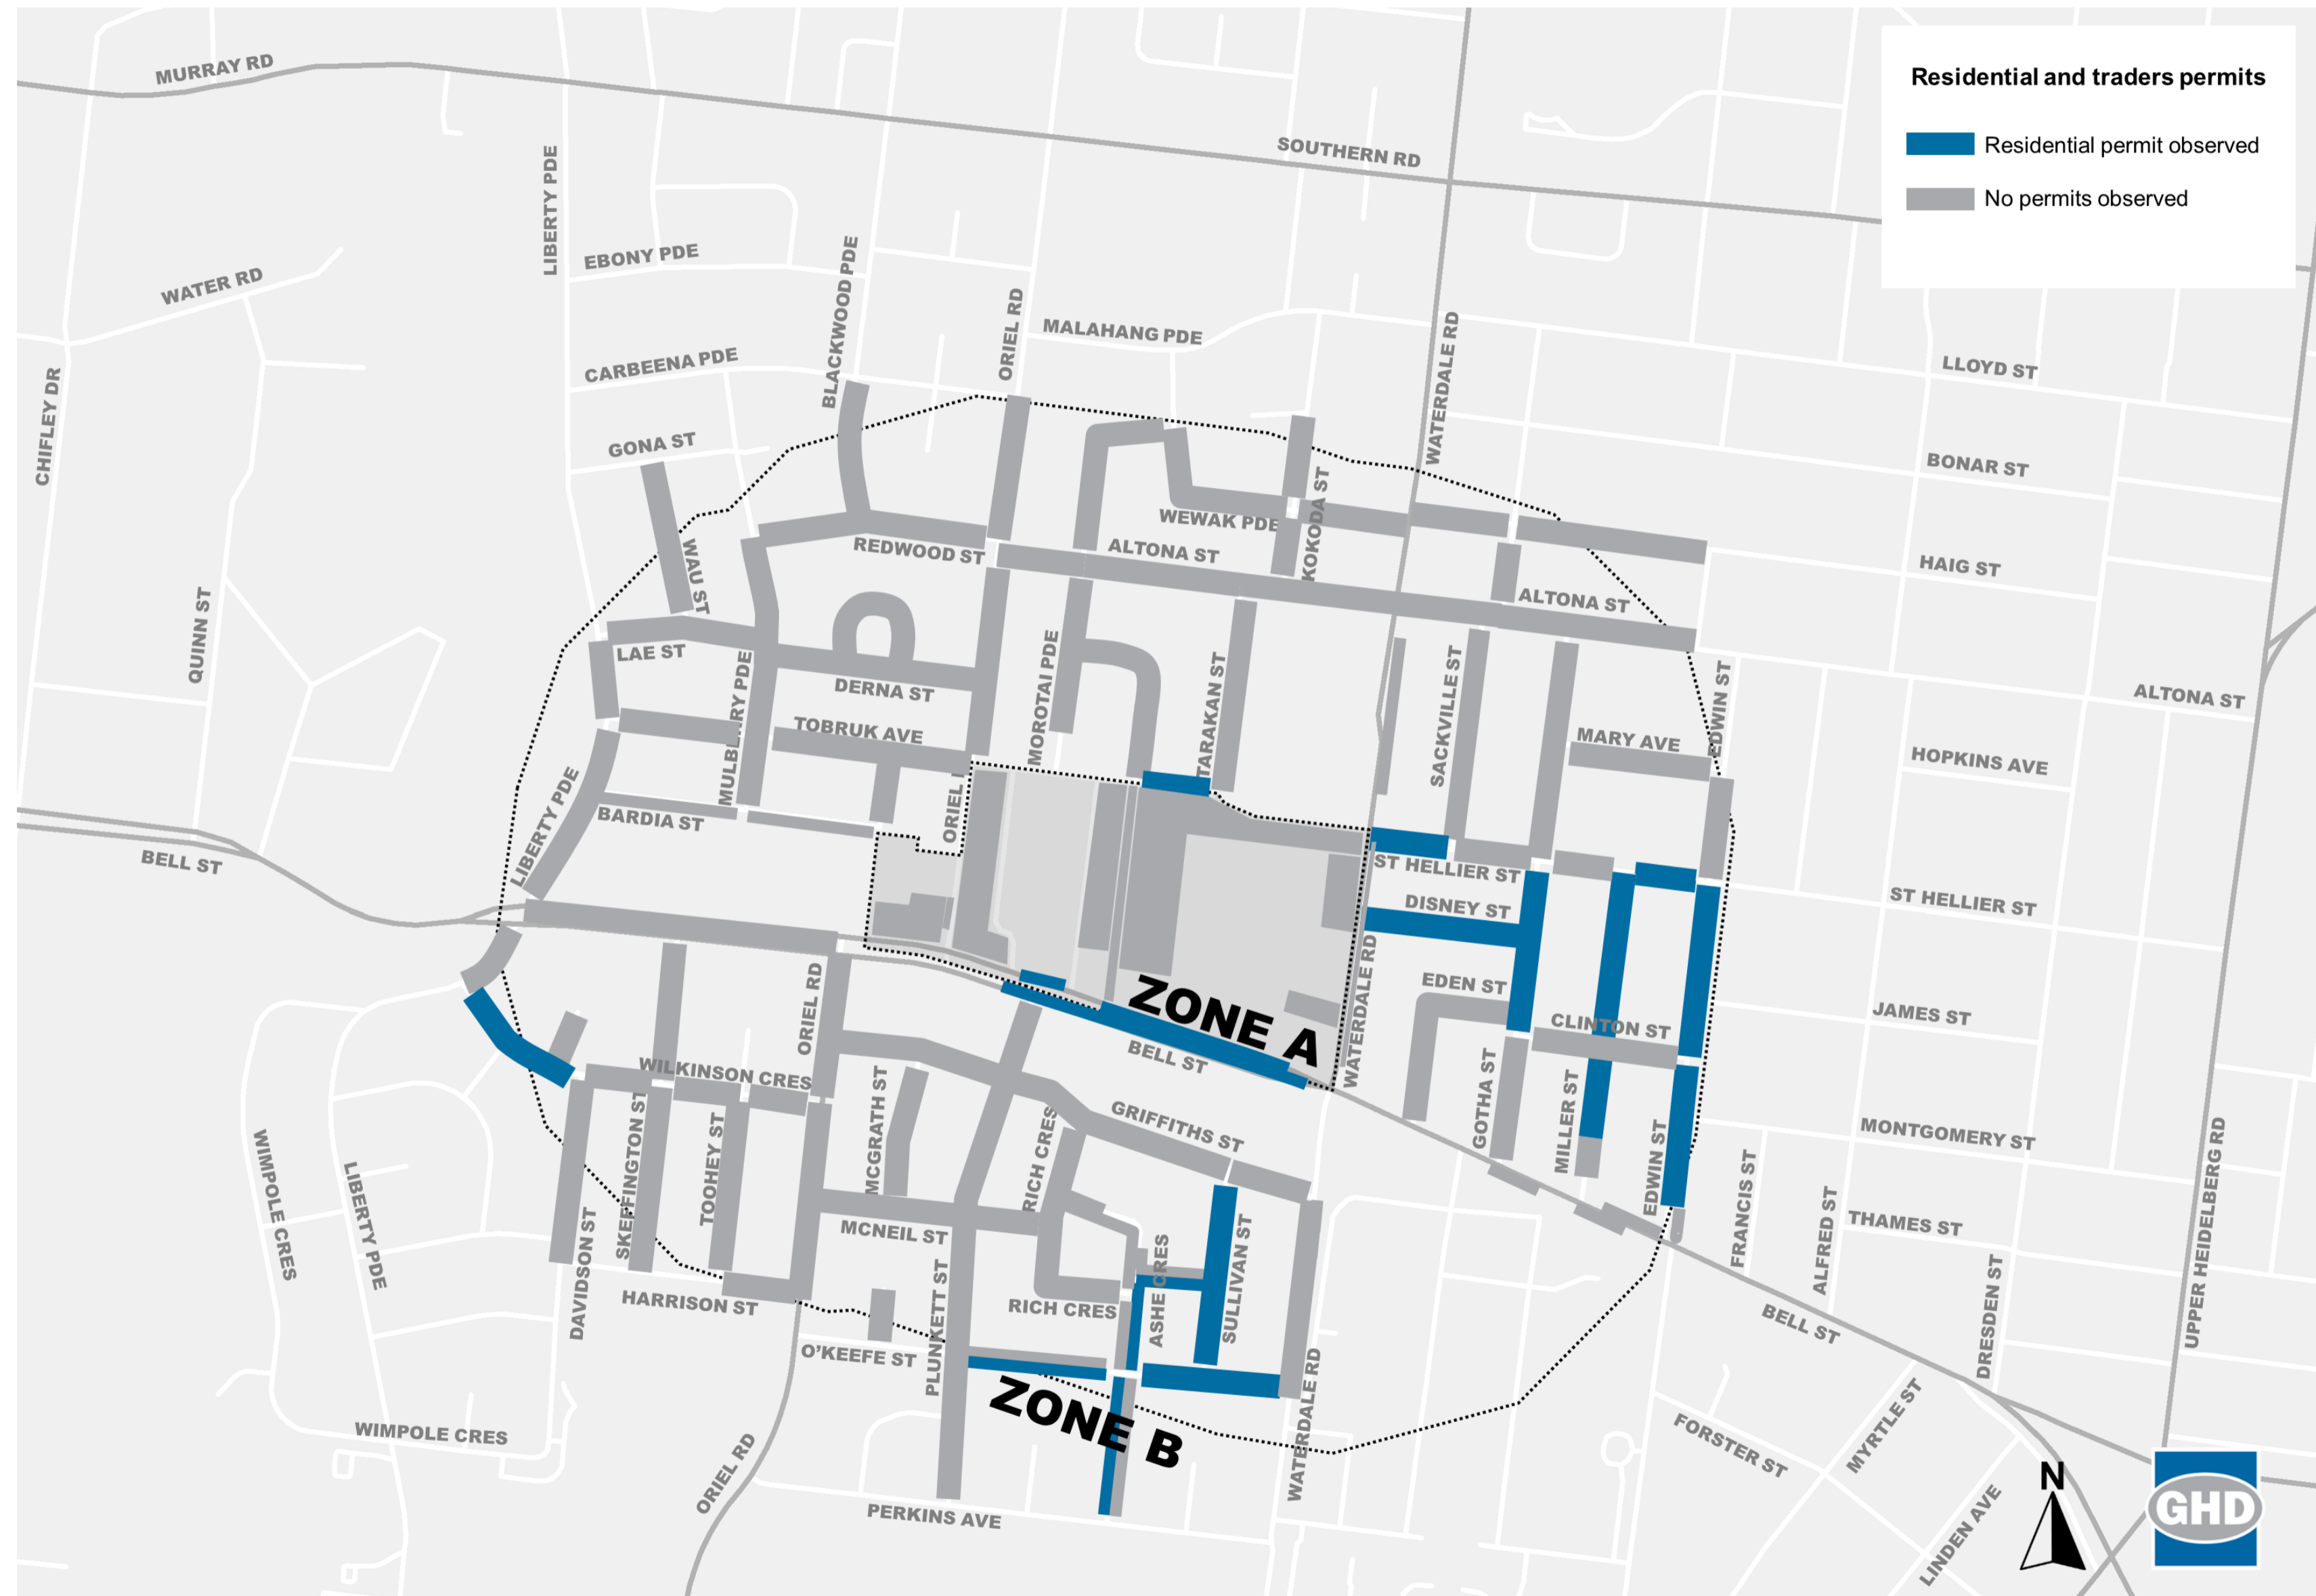 Residential and traders permits
Residential permit observed
No permits observed
MURRAY RD
SOUTHERN RD
LIBERTY PDE
EBONY PDE
BLACKWOOD PDE
WATER RD
ORIEL RD
MALAHANG PDE
WATERDALE RD
LLOYD ST
CARBEENA PDE
CHIFLEY DR
GONA ST
BONAR ST
WEWAK PDE
KOKODA ST
REDWOOD ST
ALTONA ST
HAIG ST
WAU ST
ALTONA ST
QUINN ST
LAE ST
MULBERRY PDE
DERNA ST
MOROTAI PDE
TARAKAN ST
SACKVILLE ST
EDWIN ST
ALTONA ST
TOBRUK AVE
MARY AVE
HOPKINS AVE
LIBERTY PDE
BARDIA ST
ORIEL
BELL ST
ST HELLIER ST
ST HELLIER ST
DISNEY ST
WATERDALE RD
EDEN ST
JAMES ST
ZONE A
CLINTON ST
ORIEL RD
BELL ST
WILKINSON CRES
MCGRATH ST
GRIFFITHS ST
GOTHA ST
MILLER ST
EDWIN ST
MONTGOMERY ST
WIMPOLE CRES
LIBERTY PDE
SKEFFINGTON ST
TOOHEY ST
RICH CRES
FRANCIS ST
ALFRED ST
THAMES ST
UPPER HEIDELBERG RD
MCNEIL ST
DAVIDSON ST
HARRISON ST
PLUNKETT ST
RICH CRES
ASHE CRES
SULLIVAN ST
BELL ST
DRESDEN ST
O'KEEFE ST
ZONE B
WATERDALE RD
WIMPOLE CRES
ORIEL RD
FORSTER ST
MYRTLE ST
PERKINS AVE
LINDEN AVE
N
GHD